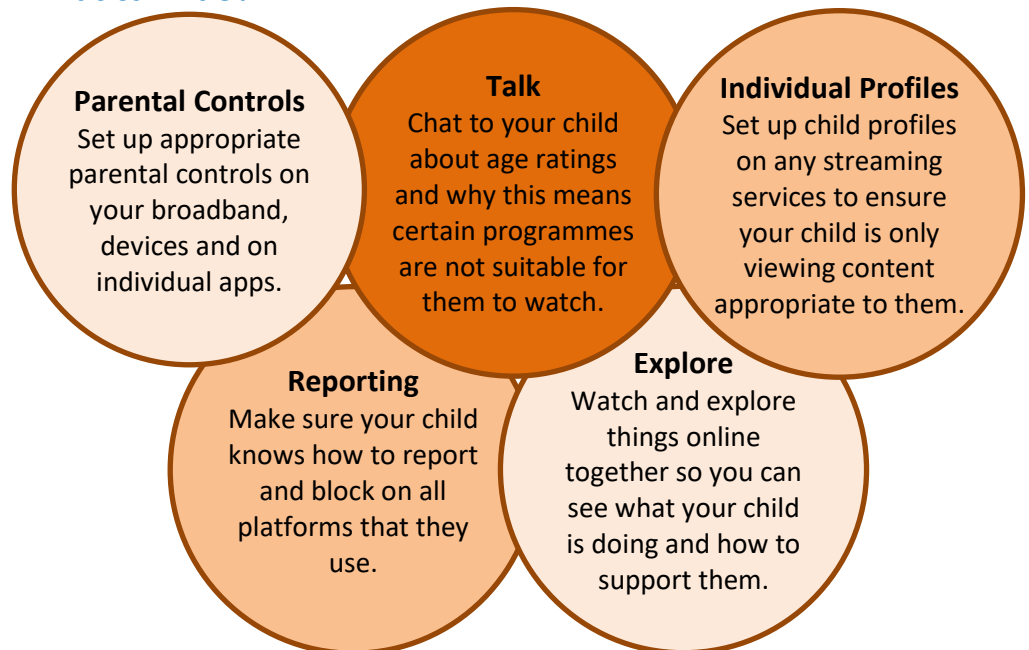 Parental Controls
Set up appropriate
parental controls on
your broadband,
devices and on
individual apps.
Talk
Chat to your child
about age ratings
and why this means
certain programmes
are not suitable for
them to watch.
Individual Profiles
Set up child profiles
on any streaming
services to ensure
your child is only
viewing content
appropriate to them.
Reporting
Make sure your child
knows how to report
and block on all
platforms that they
use.
Explore
Watch and explore
things online
together so you can
see what your child
is doing and how to
support them.